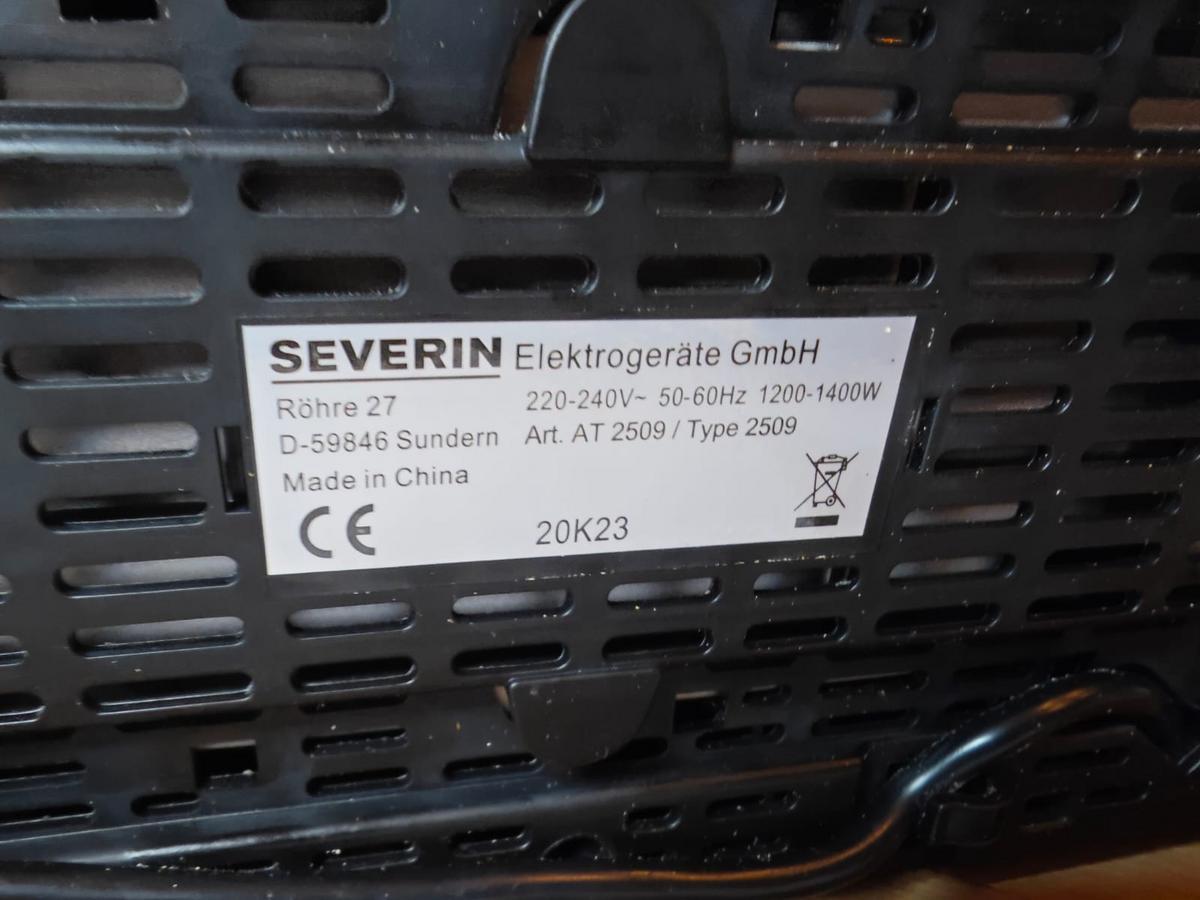 SEVERIN Elektrogeräte GmbH
Röhre 27
D-59846 Sundern
Made in China
220-240V~ 50-60Hz 1200-1400W
Art. AT 2509 / Type 2509
CE
20K23